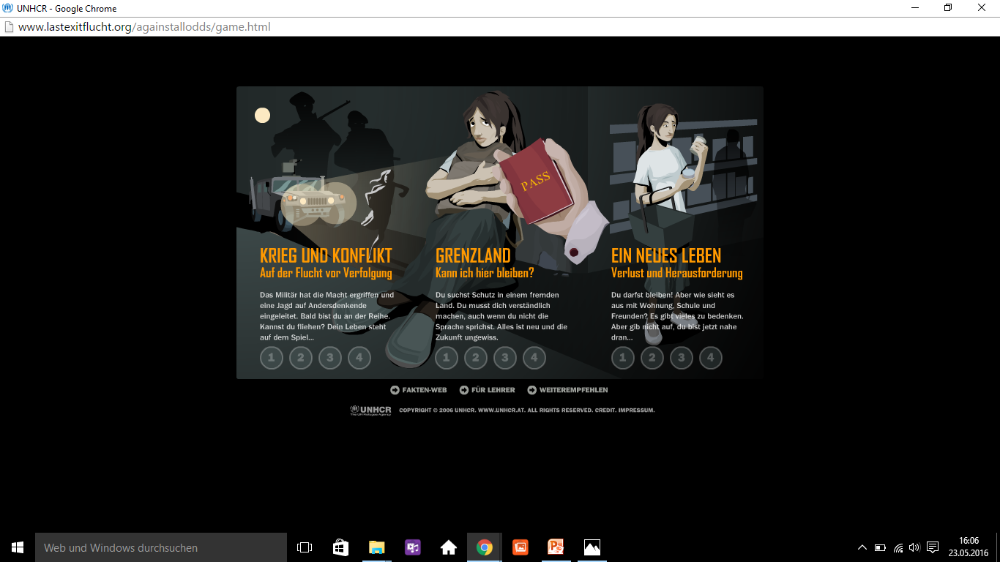 UNHCR - Google Chrome
www.lastexitflucht.org/againstallodds/game.html
PASS
KRIEG UND KONFLIKT
Auf der Flucht vor Verfolgung
Das Militär hat die Macht ergriffen und
eine Jagd auf Andersdenkende
eingeleitet. Bald bist du an der Reihe.
Kannst du fliehen? Dein Leben steht
auf dem Spiel...
1 2 3 4
GRENZLAND
Kann ich hier bleiben?
Du suchst Schutz in einem fremden
Land. Du musst dich verständlich
machen, auch wenn du nicht die
Sprache sprichst. Alles ist neu und die
Zukunft ungewiss.
1 2 3 4
EIN NEUES LEBEN
Verlust und Herausforderung
Du darfst bleiben! Aber wie sieht es
aus mit Wohnung, Schule und
Freunden? Es gibt vieles zu bedenken.
Aber gib nicht auf, du bist jetzt nahe
dran...
1 2 3 4
FAKTEN-WEB FÜR LEHRER WEITEREMPFEHLEN
UNHCR
The UN Refugee Agency
COPYRIGHT © 2006 UNHCR. WWW.UNHCR.AT. ALL RIGHTS RESERVED. CREDIT. IMPRESSUM.
Web und Windows durchsuchen
16:06
23.05.2016